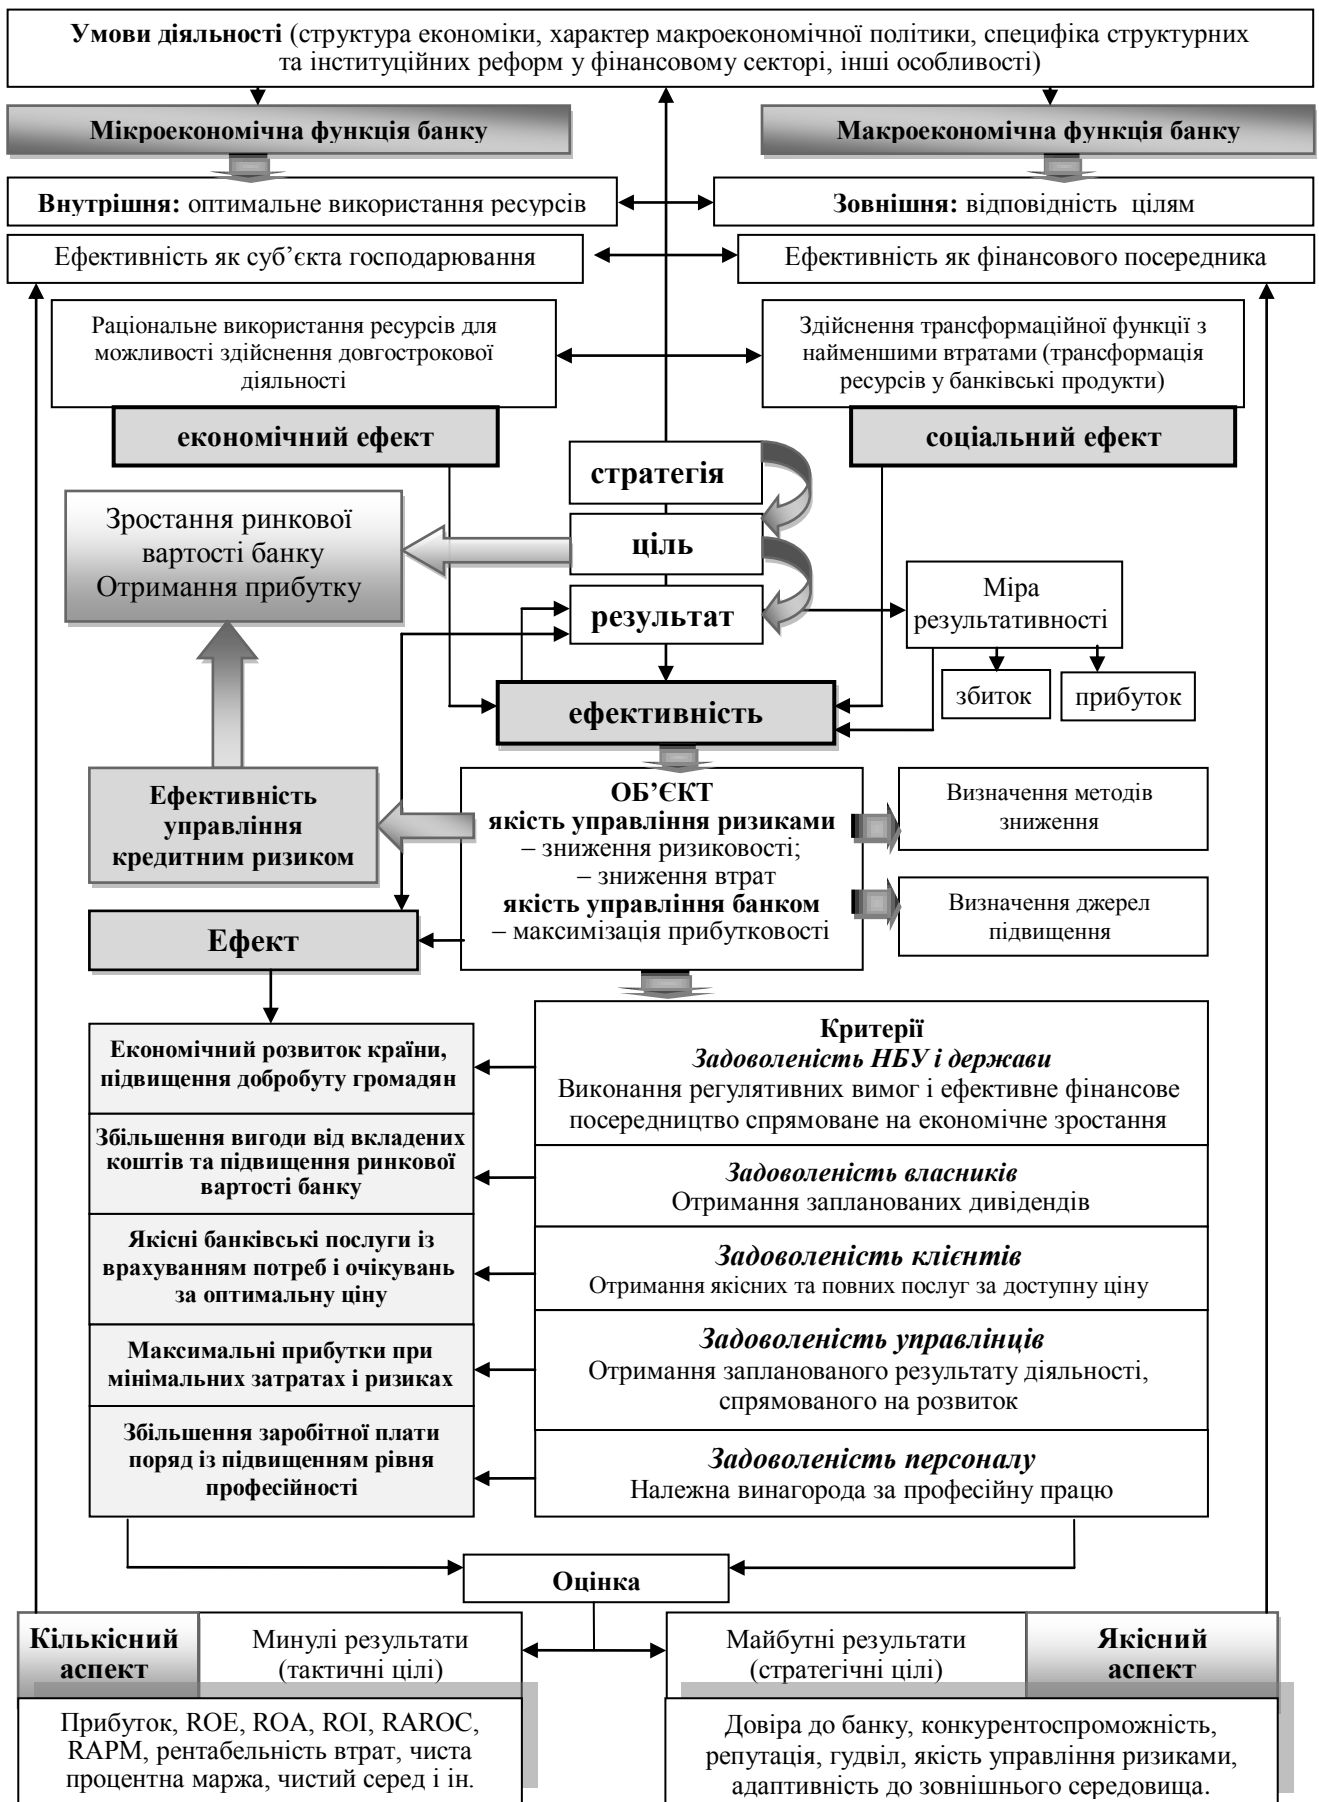 Умови діяльності (структура економіки, характер макроекономічної політики, специфіка структурних
та інституційних реформ у фінансовому секторі, інші особливості)
Мікроекономічна функція банку
Макроекономічна функція банку
Внутрішня: оптимальне використання ресурсів
Зовнішня: відповідність цілям
Ефективність як суб’єкта господарювання
Ефективність як фінансового посередника
Раціональне використання ресурсів для
можливості здійснення довгострокової
діяльності
Здійснення трансформаційної функції з
найменшими втратами (трансформація
ресурсів у банківські продукти)
економічний ефект
соціальний ефект
стратегія
Зростання ринкової
вартості банку
Отримання прибутку
ціль
результат
Міра
результативності
збиток
прибуток
ефективність
Ефективність
управління
кредитним ризиком
ОБ’ЄКТ
якість управління ризиками
– зниження ризиковості;
– зниження втрат
якість управління банком
– максимізація прибутковості
Визначення методів
зниження
Визначення джерел
підвищення
Ефект
Економічний розвиток країни,
підвищення добробуту громадян
Критерії
Задоволеність НБУ і держави
Виконання регулятивних вимог і ефективне фінансове
посередництво спрямоване на економічне зростання
Збільшення вигоди від вкладених
коштів та підвищення ринкової
вартості банку
Задоволеність власників
Отримання запланованих дивідендів
Якісні банківські послуги із
врахуванням потреб і очікувань
за оптимальну ціну
Задоволеність клієнтів
Отримання якісних та повних послуг за доступну ціну
Максимальні прибутки при
мінімальних затратах і ризиках
Задоволеність управлінців
Отримання запланованого результату діяльності,
спрямованого на розвиток
Збільшення заробітної плати
поряд із підвищенням рівня
професійності
Задоволеність персоналу
Належна винагорода за професійну працю
Оцінка
Кількісний
аспект
Минулі результати
(тактичні цілі)
Майбутні результати
(стратегічні цілі)
Якісний
аспект
Прибуток, ROE, ROA, ROI, RAROC,
RAPM, рентабельність втрат, чиста
процентна маржа, чистий серед і ін.
Довіра до банку, конкурентоспроможність,
репутація, гудвіл, якість управління ризиками,
адаптивність до зовнішнього середовища.